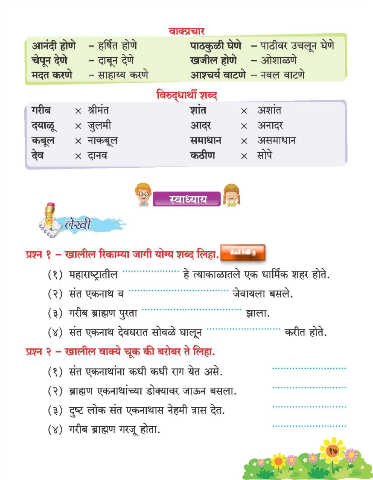 वाक्प्रचार
आनंदी होणे – हर्षित होणे पाठकुळी घेणे – पाठीवर उचलून घेणे
चेपून देणे – दाबून देणे खजील होणे – ओशाळणे
मदत करणे – साहाय्य करणे आश्चर्य वाटणे – नवल वाटणे
विरुद्धार्थी शब्द
गरीब × श्रीमंत शांत × अशांत
दयाळू × जुलमी आदर × अनादर
कबूल × नाकबूल समाधान × असमाधान
देव × दानव कठीण × सोपे
स्वाध्याय
लेखी
प्रश्न १ – खालील रिकाम्या जागी योग्य शब्द लिहा.
(१) महाराष्ट्रातील ................ हे त्याकाळातले एक धार्मिक शहर होते.
(२) संत एकनाथ व ............................ जेवायला बसले.
(३) गरीब ब्राह्मण पुरता ............................ झाला.
(४) संत एकनाथ देवघरात सोवळे घालून .................... करीत होते.
प्रश्न २ – खालील वाक्ये चूक की बरोबर ते लिहा.
(१) संत एकनाथांना कधी कधी राग येत असे. ....................
(२) ब्राह्मण एकनाथांच्या डोक्यावर जाऊन बसला. ....................
(३) दुष्ट लोक संत एकनाथास नेहमी त्रास देत. ....................
(४) गरीब ब्राह्मण गरजू होता. ....................